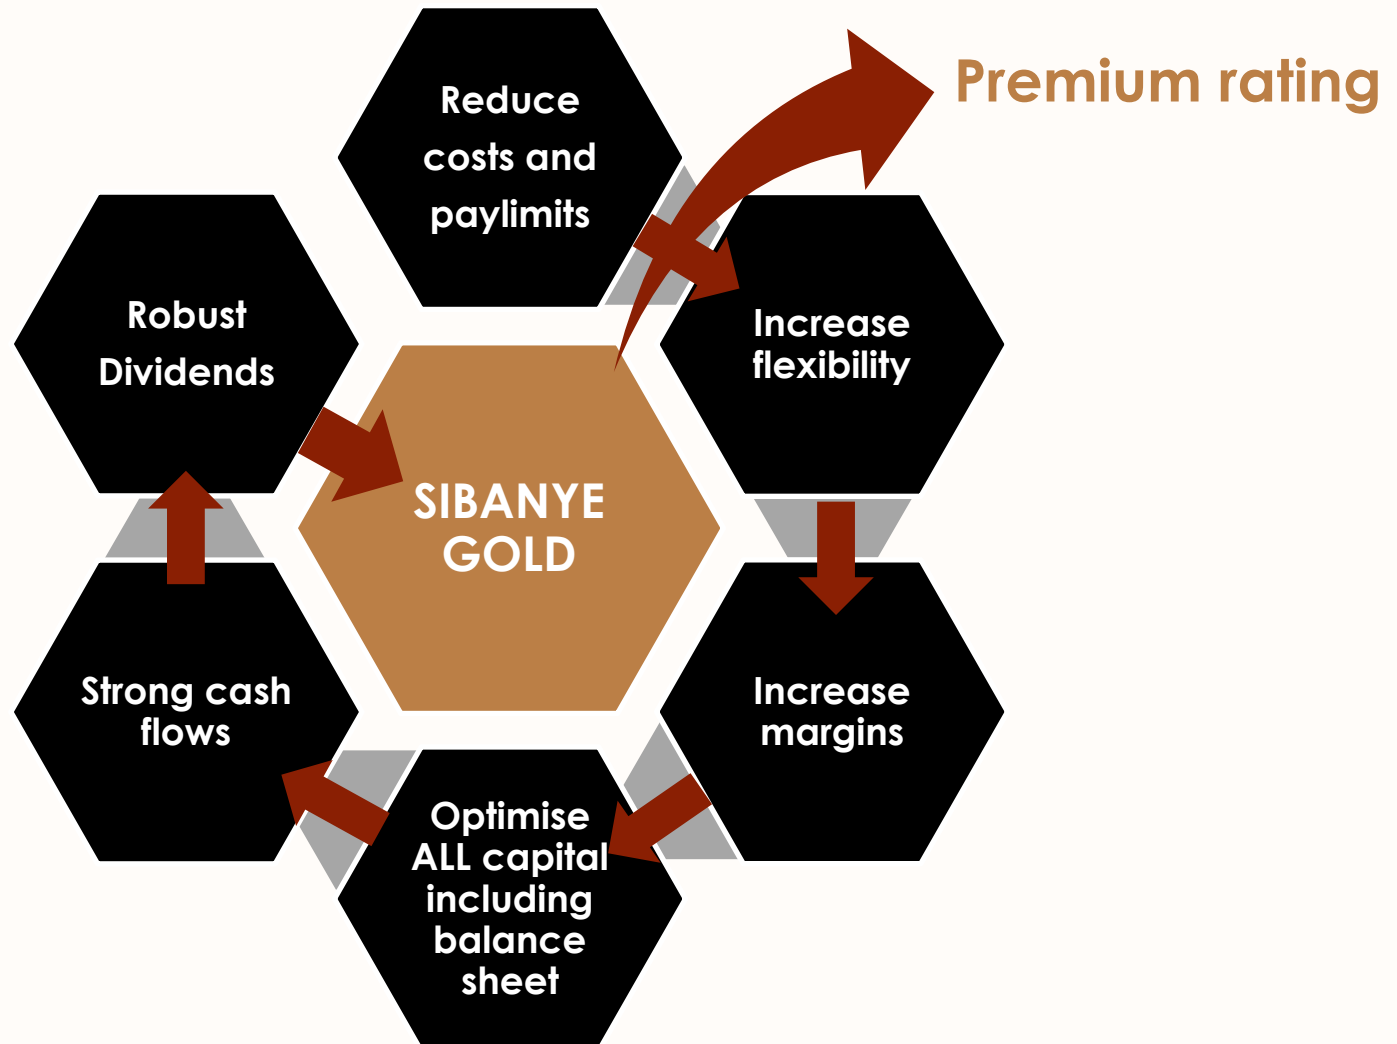 Premium rating
Reduce
costs and
paylimits
Increase
flexibility
Increase
margins
Optimise
ALL capital
including
balance
sheet
Strong cash
flows
Robust
Dividends
SIBANYE
GOLD